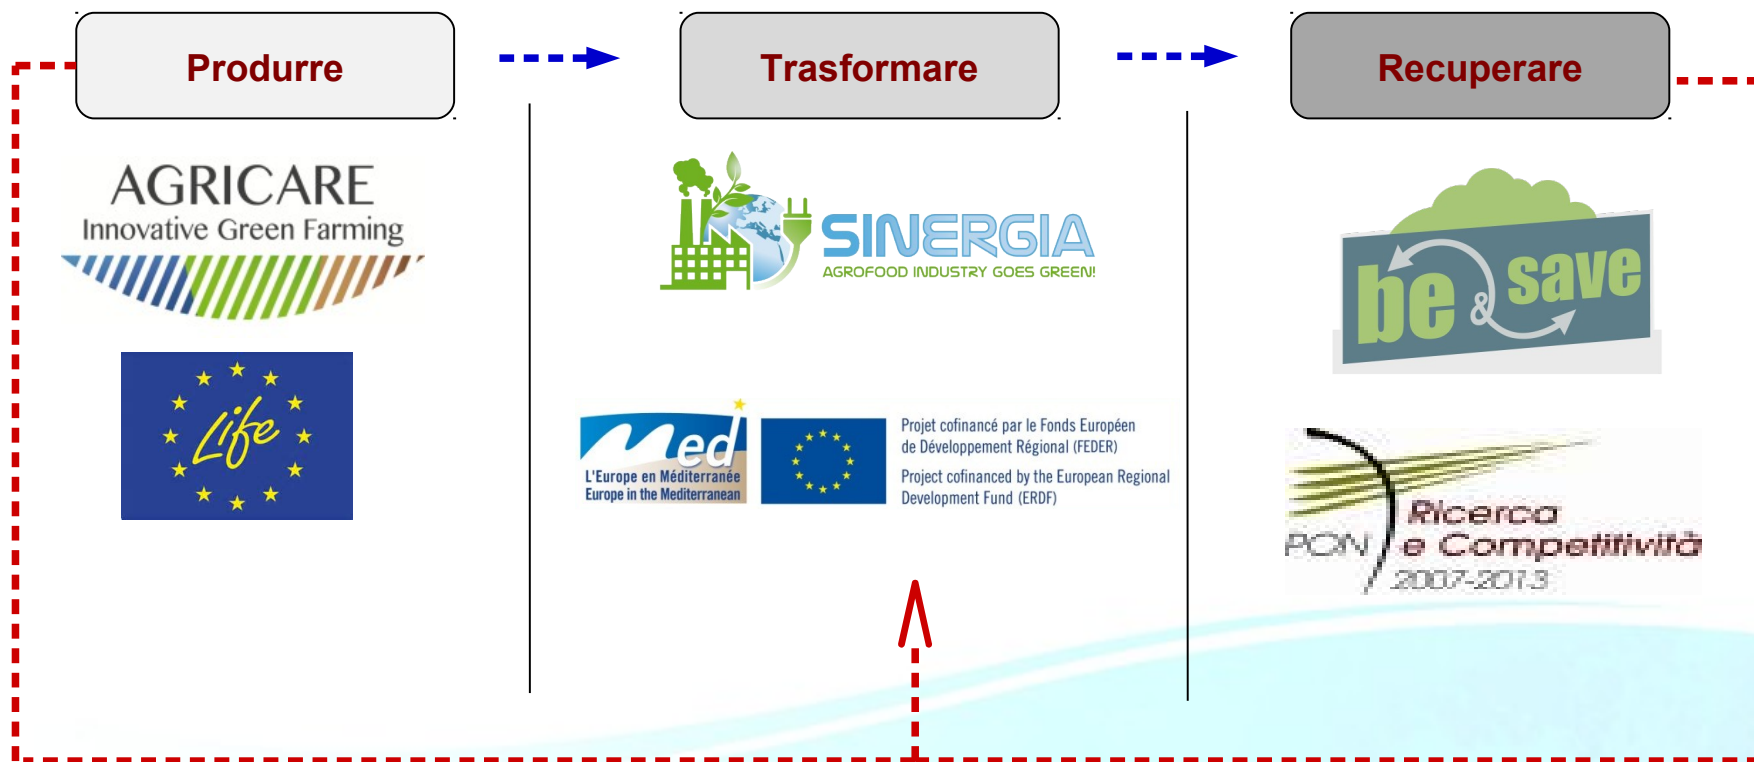 Produrre
Trasformare
Recuperare
AGRICARE
Innovative Green Farming
Life
SINERGIA
AGROFOOD INDUSTRY GOES GREEN!
Med
L'Europe en Méditerranée
Europe in the Mediterranean
Projet cofinancé par le Fonds Européen
de Développement Régional (FEDER)
Project cofinanced by the European Regional
Development Fund (ERDF)
be & save
PON Ricerca
e Competitività
2007-2013